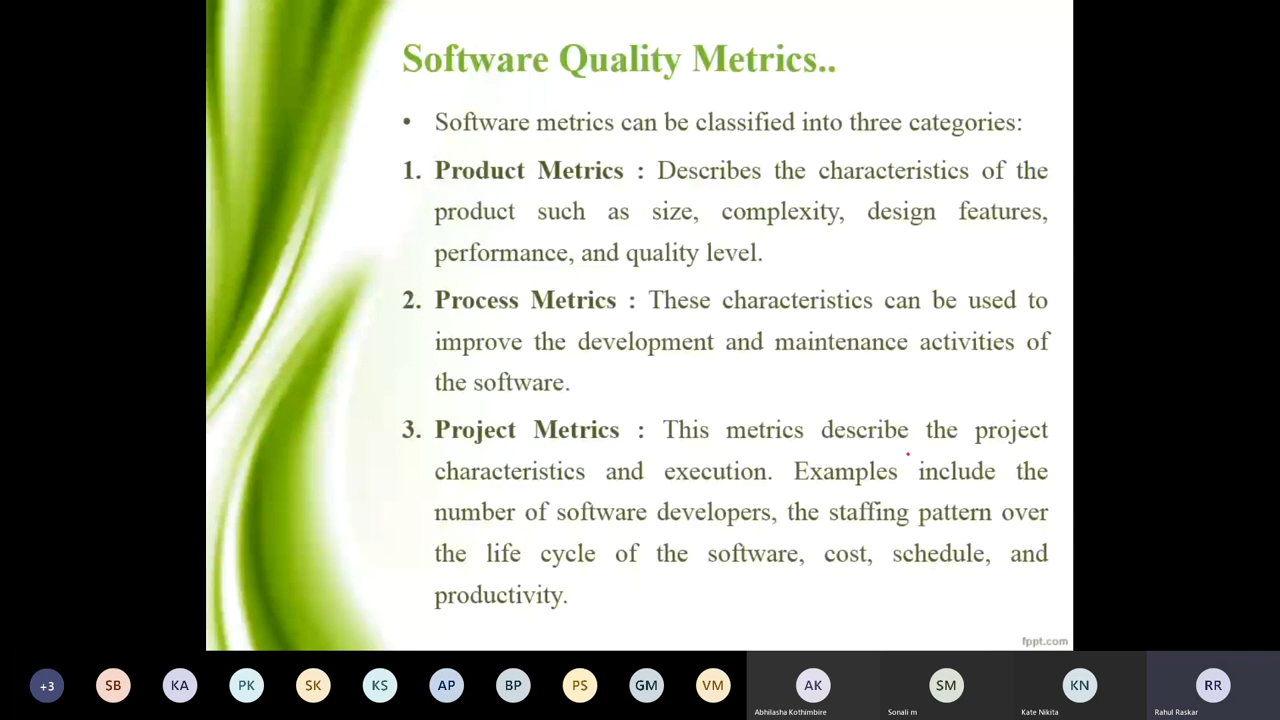 Software Quality Metrics..
• Software metrics can be classified into three categories:
1. Product Metrics : Describes the characteristics of the
product such as size, complexity, design features,
performance, and quality level.
2. Process Metrics : These characteristics can be used to
improve the development and maintenance activities of
the software.
3. Project Metrics : This metrics describe the project
characteristics and execution. Examples include the
number of software developers, the staffing pattern over
the life cycle of the software, cost, schedule, and
productivity.
fppt.com
+3 SB KA PK SK KS AP BP PS GM VM AK SM KN RR
Abhilasha Kothimbire Sonali m Kate Nikita Rahul Raskar